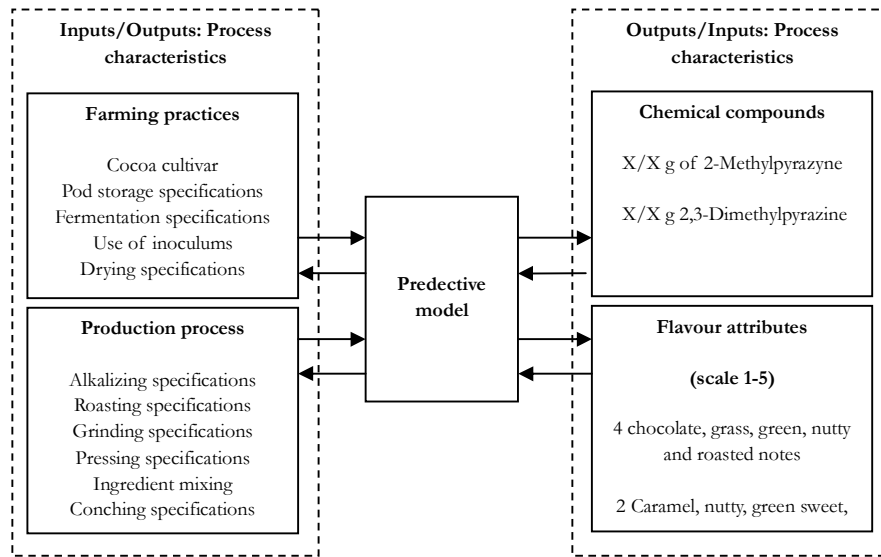 Inputs/Outputs: Process
characteristics
Farming practices
Cocoa cultivar
Pod storage specifications
Fermentation specifications
Use of inoculums
Drying specifications
Production process
Alkalizing specifications
Roasting specifications
Grinding specifications
Pressing specifications
Ingredient mixing
Conching specifications
Predective
model
Outputs/Inputs: Process
characteristics
Chemical compounds
X/X g of 2-Methylpyrazyne
X/X g 2,3-Dimethylpyrazine
Flavour attributes
(scale 1-5)
4 chocolate, grass, green, nutty
and roasted notes
2 Caramel, nutty, green sweet,